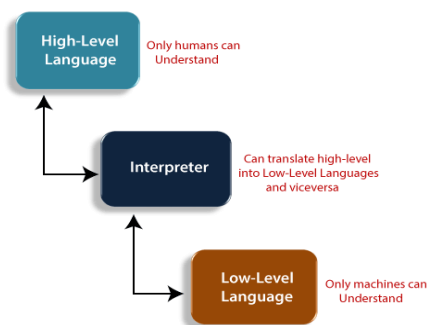 High-Level
Language
Only humans can
Understand
Interpreter
Can translate high-level
into Low-Level Languages
and viceversa
Low-Level
Language
Only machines can
Understand